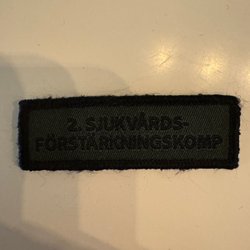 2. SJUKVÅRDS-
FÖRSTÄRKNINGSKOMP